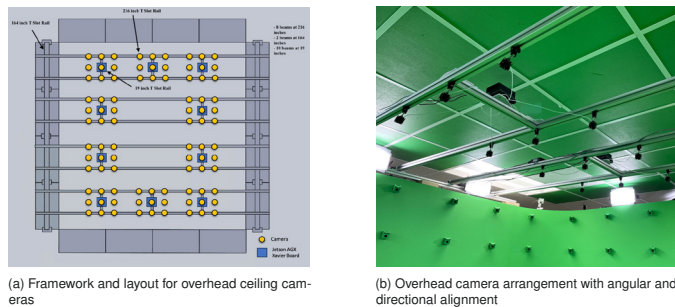 216 inch T Slot Rail
164 inch T Slot Rail
- 8 beams at 216
inches
- 2 beams at 164
inches
- 10 beams at 19
inches
19 inch T Slot Rail
Camera
Jetson AGX
Xavier Board
(a) Framework and layout for overhead ceiling cam-
eras
(b) Overhead camera arrangement with angular and
directional alignment